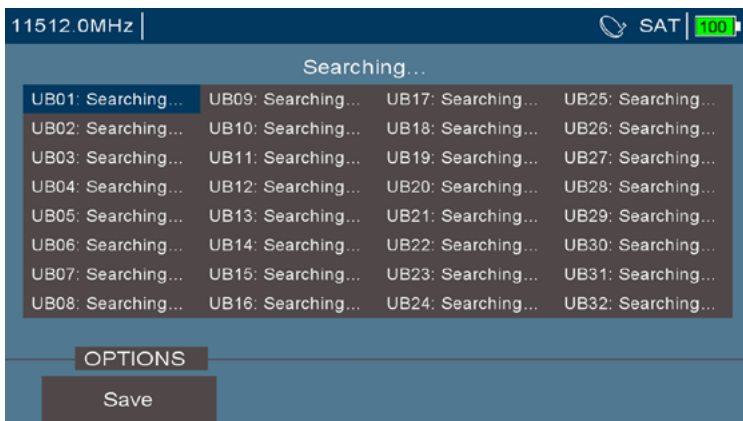 11512.0MHz SAT 100
Searching...
UB01: Searching... UB09: Searching... UB17: Searching... UB25: Searching...
UB02: Searching... UB10: Searching... UB18: Searching... UB26: Searching...
UB03: Searching... UB11: Searching... UB19: Searching... UB27: Searching...
UB04: Searching... UB12: Searching... UB20: Searching... UB28: Searching...
UB05: Searching... UB13: Searching... UB21: Searching... UB29: Searching...
UB06: Searching... UB14: Searching... UB22: Searching... UB30: Searching...
UB07: Searching... UB15: Searching... UB23: Searching... UB31: Searching...
UB08: Searching... UB16: Searching... UB24: Searching... UB32: Searching...
OPTIONS
Save